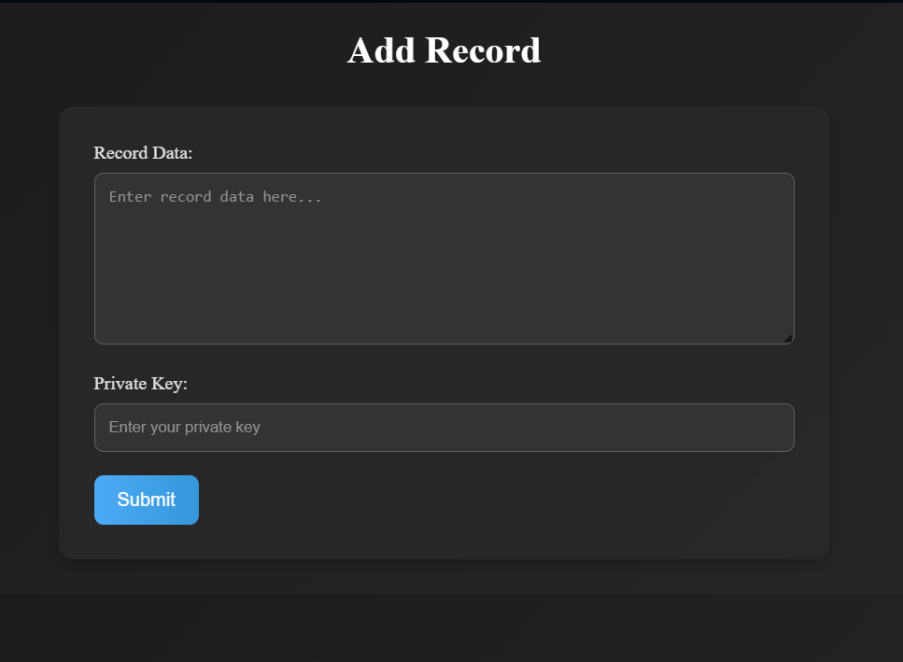 Add Record
Record Data:
Enter record data here...
Private Key:
Enter your private key
Submit